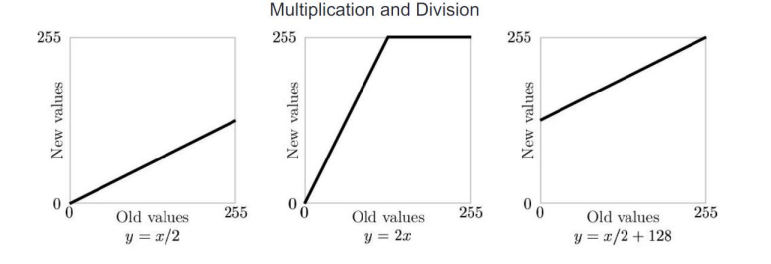 Multiplication and Division
255
New values
0
0
Old values
255
y = x/2
255
New values
0
0
Old values
255
y = 2x
255
New values
0
0
Old values
255
y = x/2 + 128